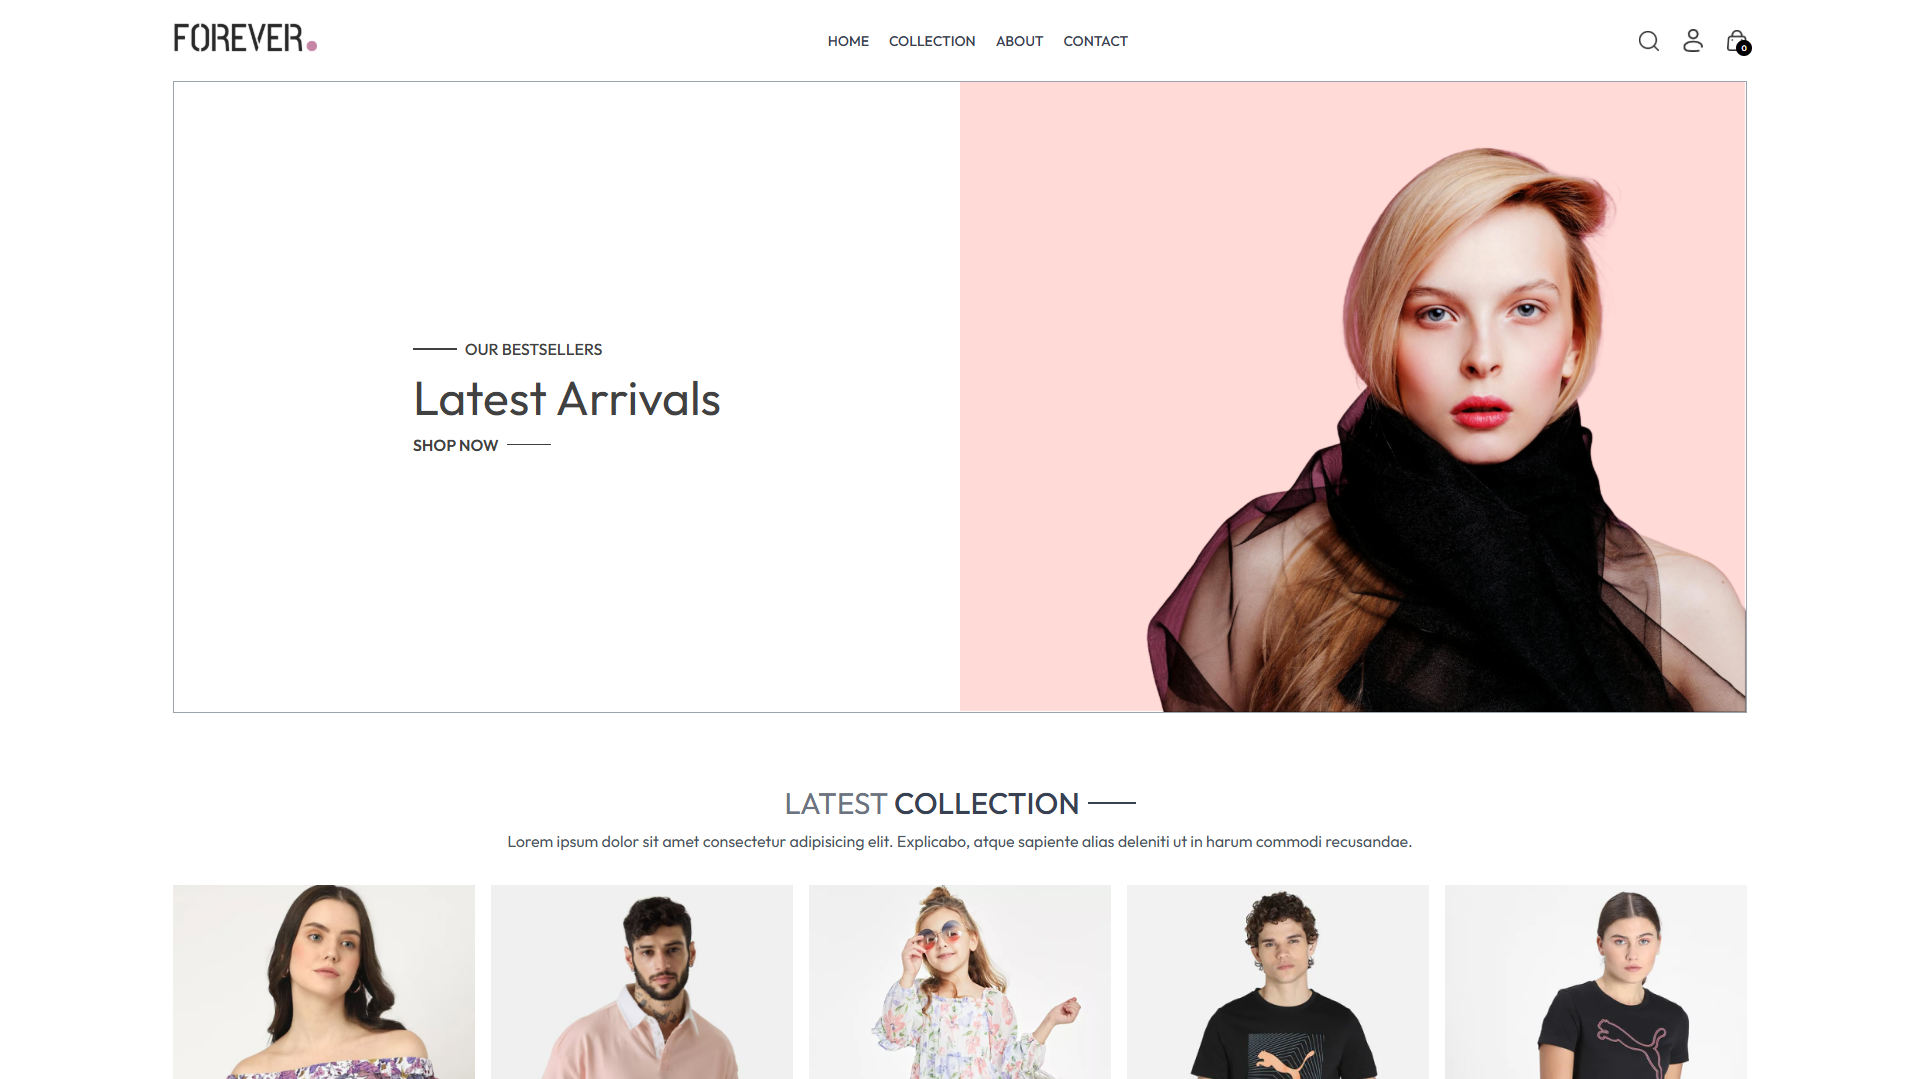 FOREVER.
HOME COLLECTION ABOUT CONTACT
0
OUR BESTSELLERS
Latest Arrivals
SHOP NOW
LATEST COLLECTION
Lorem ipsum dolor sit amet consectetur adipisicing elit. Explicabo, atque sapiente alias deleniti ut in harum commodi recusandae.